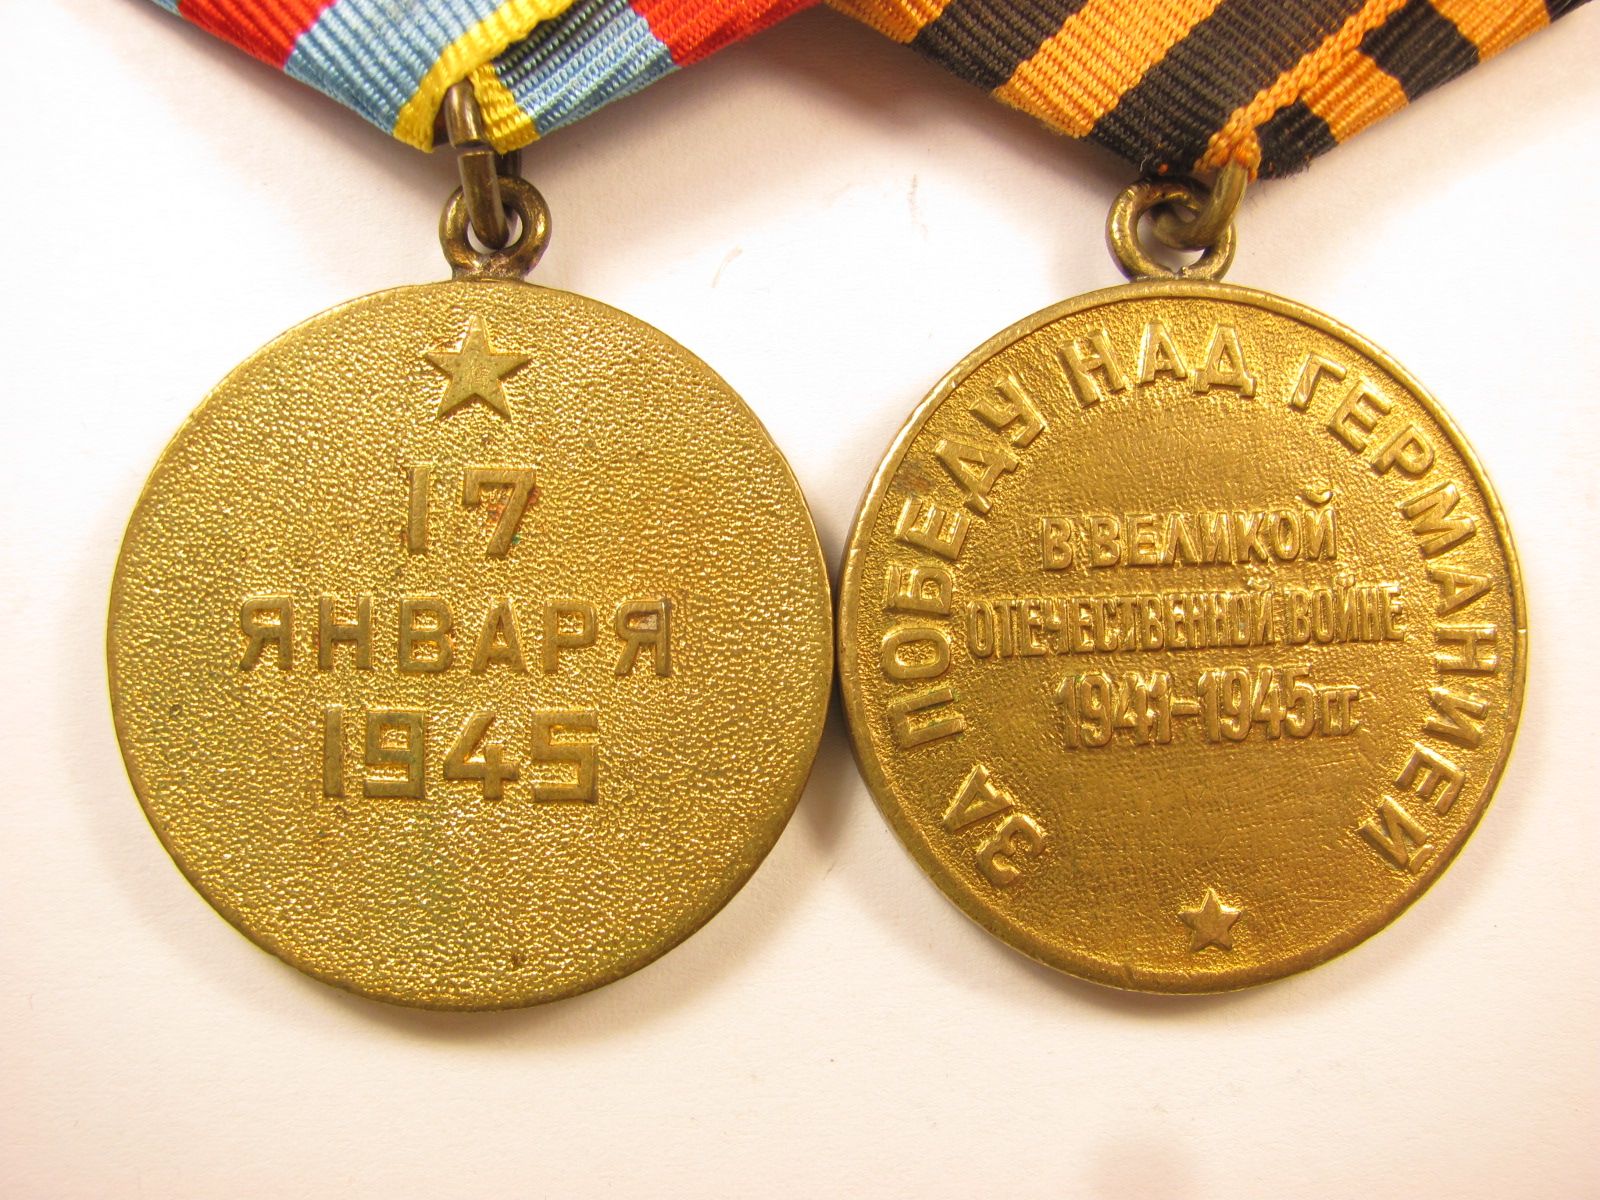 17
ЯНВАРЯ
1945
ЗА ПОБЕДУ НАД ГЕРМАНИЕЙ
В ВЕЛИКОЙ
ОТЕЧЕСТВЕННОЙ ВОЙНЕ
1941-1945гг